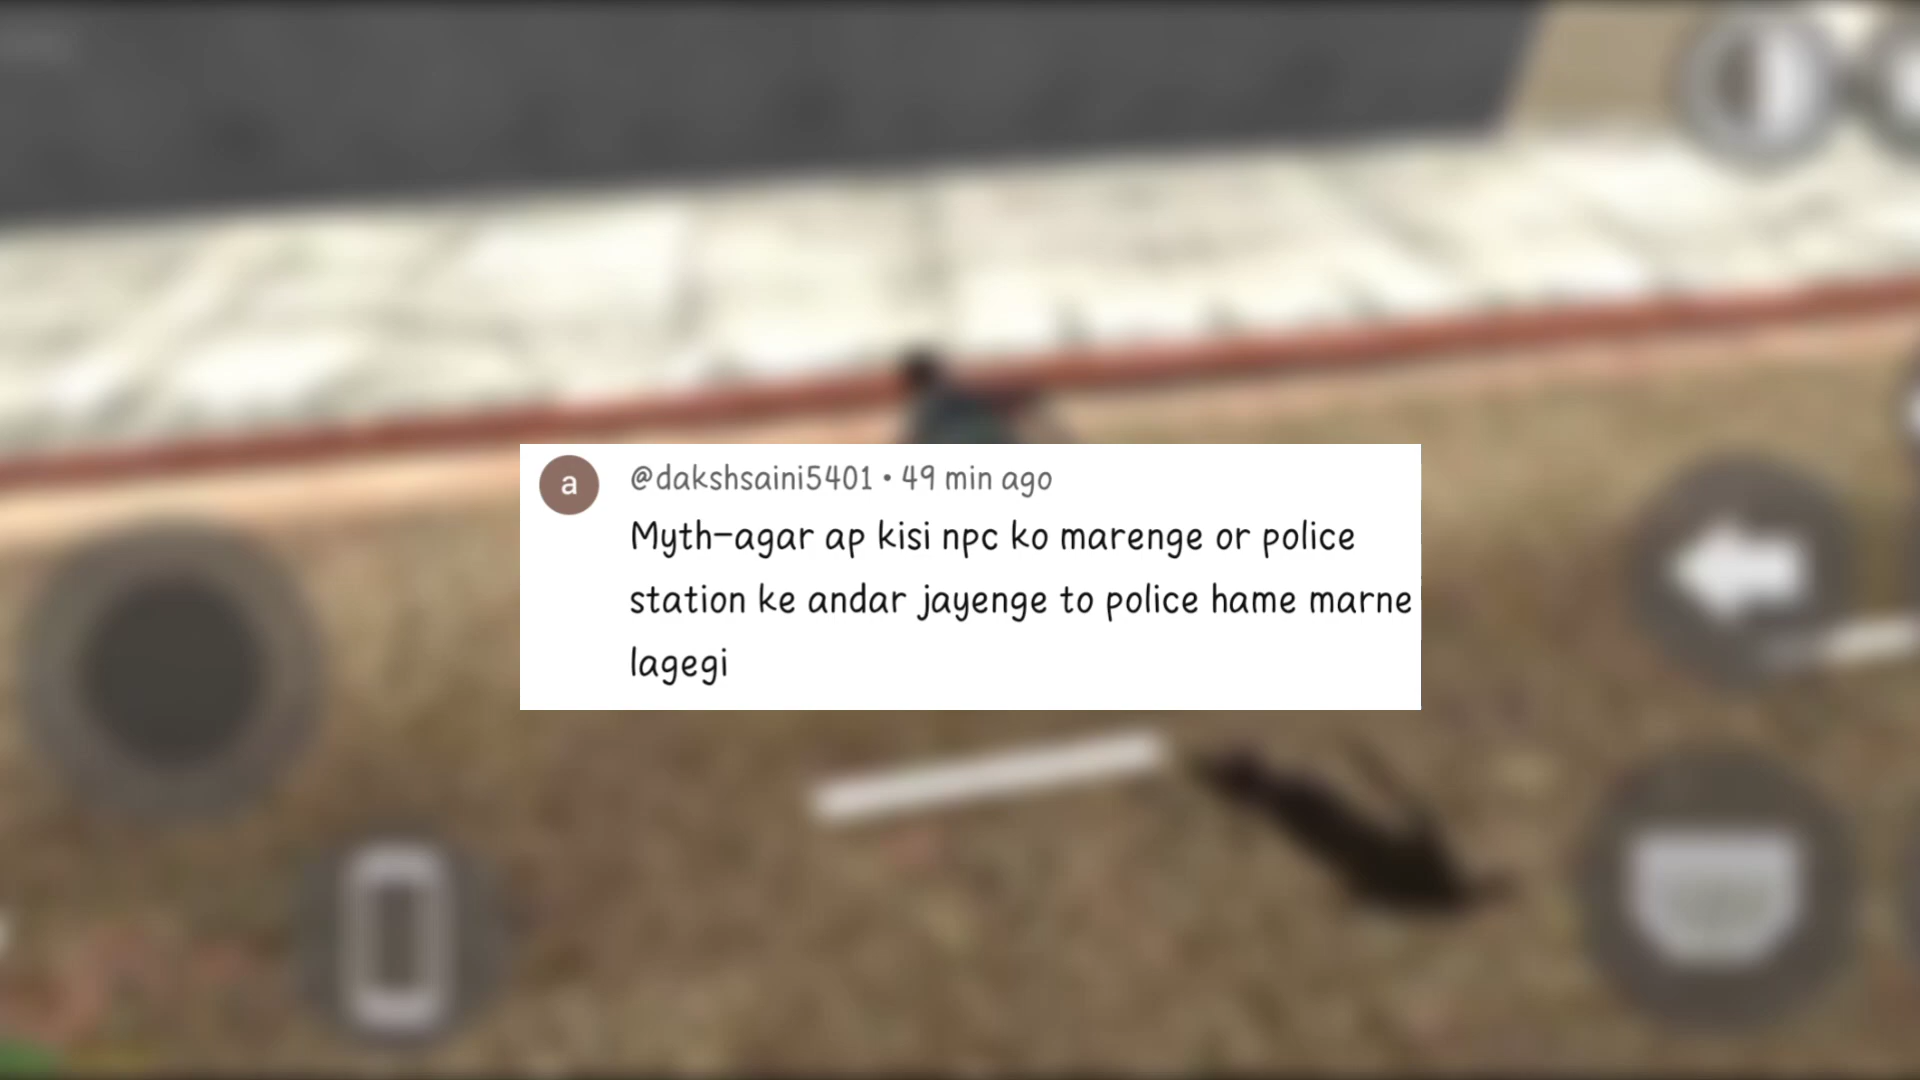 a
@dakshsaini5401 • 49 min ago
Myth-agar ap kisi npc ko marenge or police
station ke andar jayenge to police hame marne
lagegi